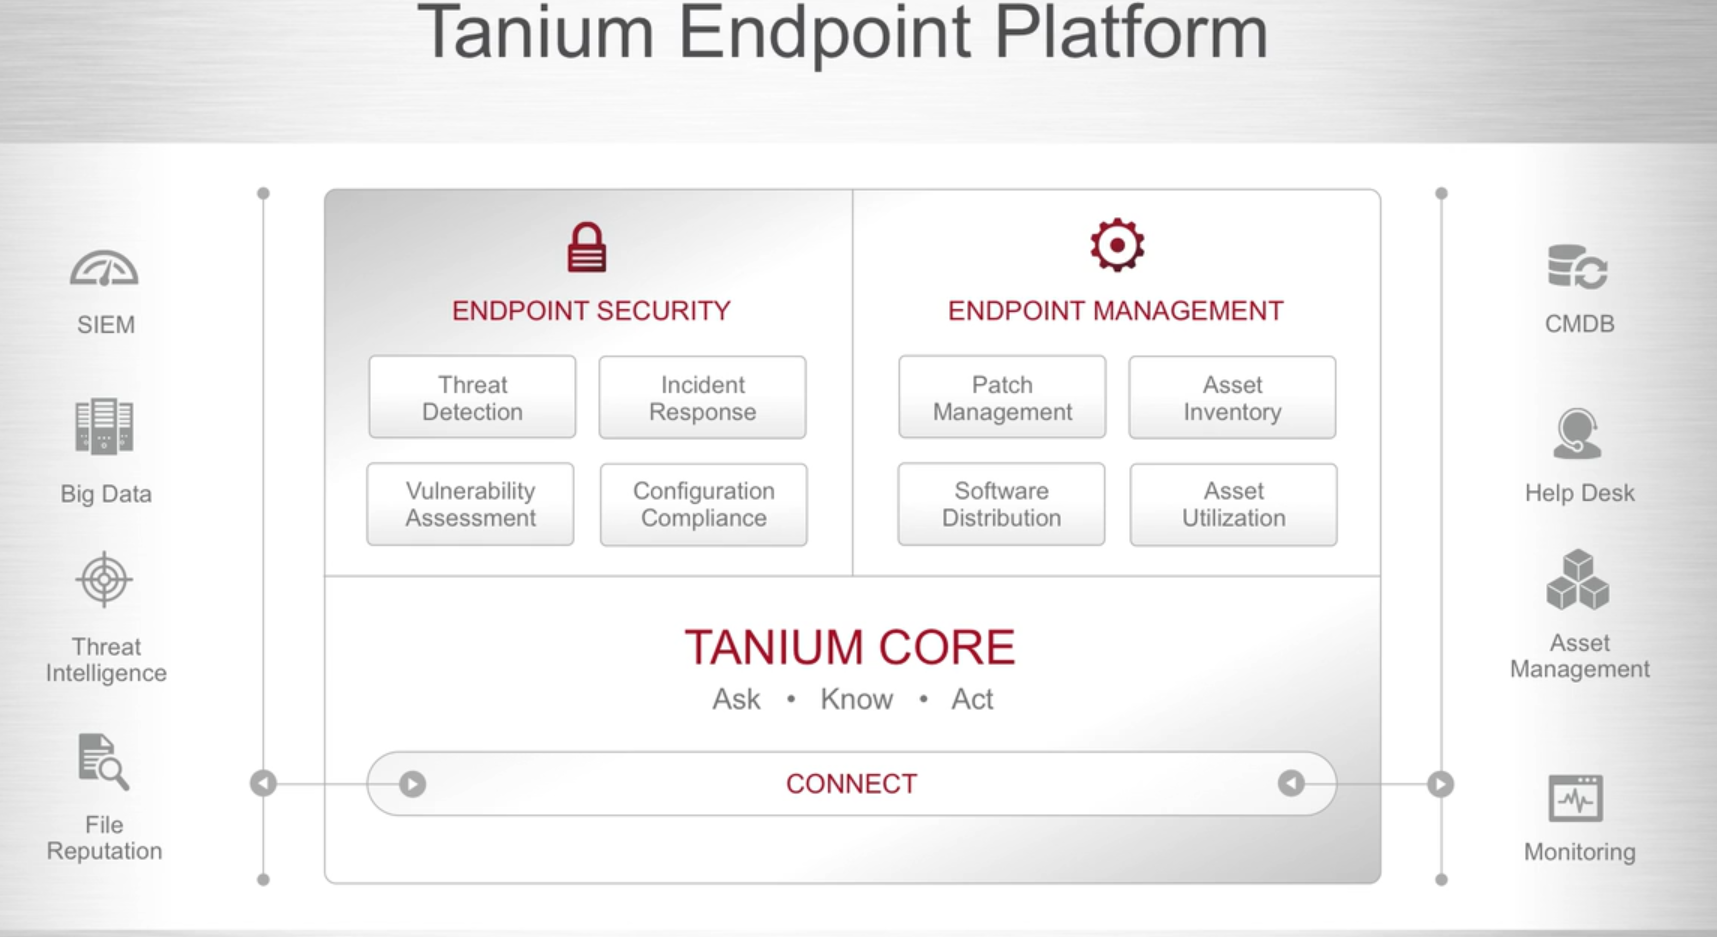 Tanium Endpoint Platform
SIEM
Big Data
Threat
Intelligence
File
Reputation
ENDPOINT SECURITY
Threat
Detection
Incident
Response
Vulnerability
Assessment
Configuration
Compliance
ENDPOINT MANAGEMENT
Patch
Management
Asset
Inventory
Software
Distribution
Asset
Utilization
TANIUM CORE
Ask • Know • Act
CONNECT
CMDB
Help Desk
Asset
Management
Monitoring